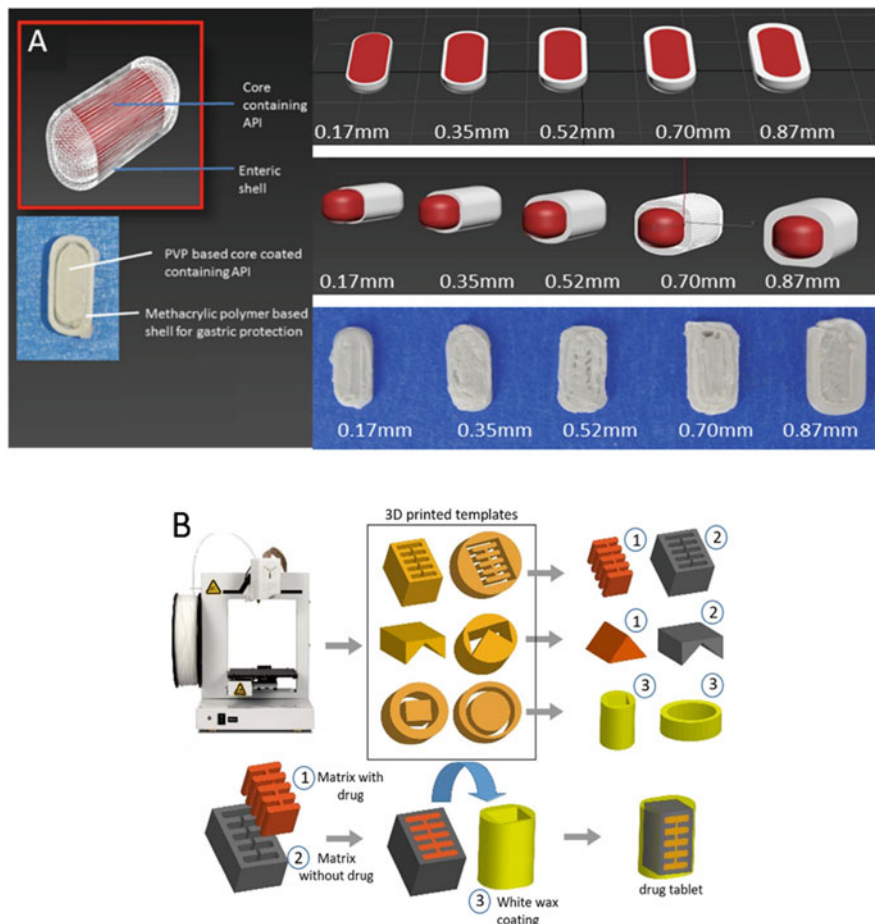 A
Core
containing
API
Enteric
shell
PVP based core coated
containing API
Methacrylic polymer based
shell for gastric protection
0.17mm 0.35mm 0.52mm 0.70mm 0.87mm
0.17mm 0.35mm 0.52mm 0.70mm 0.87mm
0.17mm 0.35mm 0.52mm 0.70mm 0.87mm
B
3D printed templates
1 2
1 2
3 3
1 Matrix with
drug
2 Matrix
without drug
3 White wax
coating
drug tablet